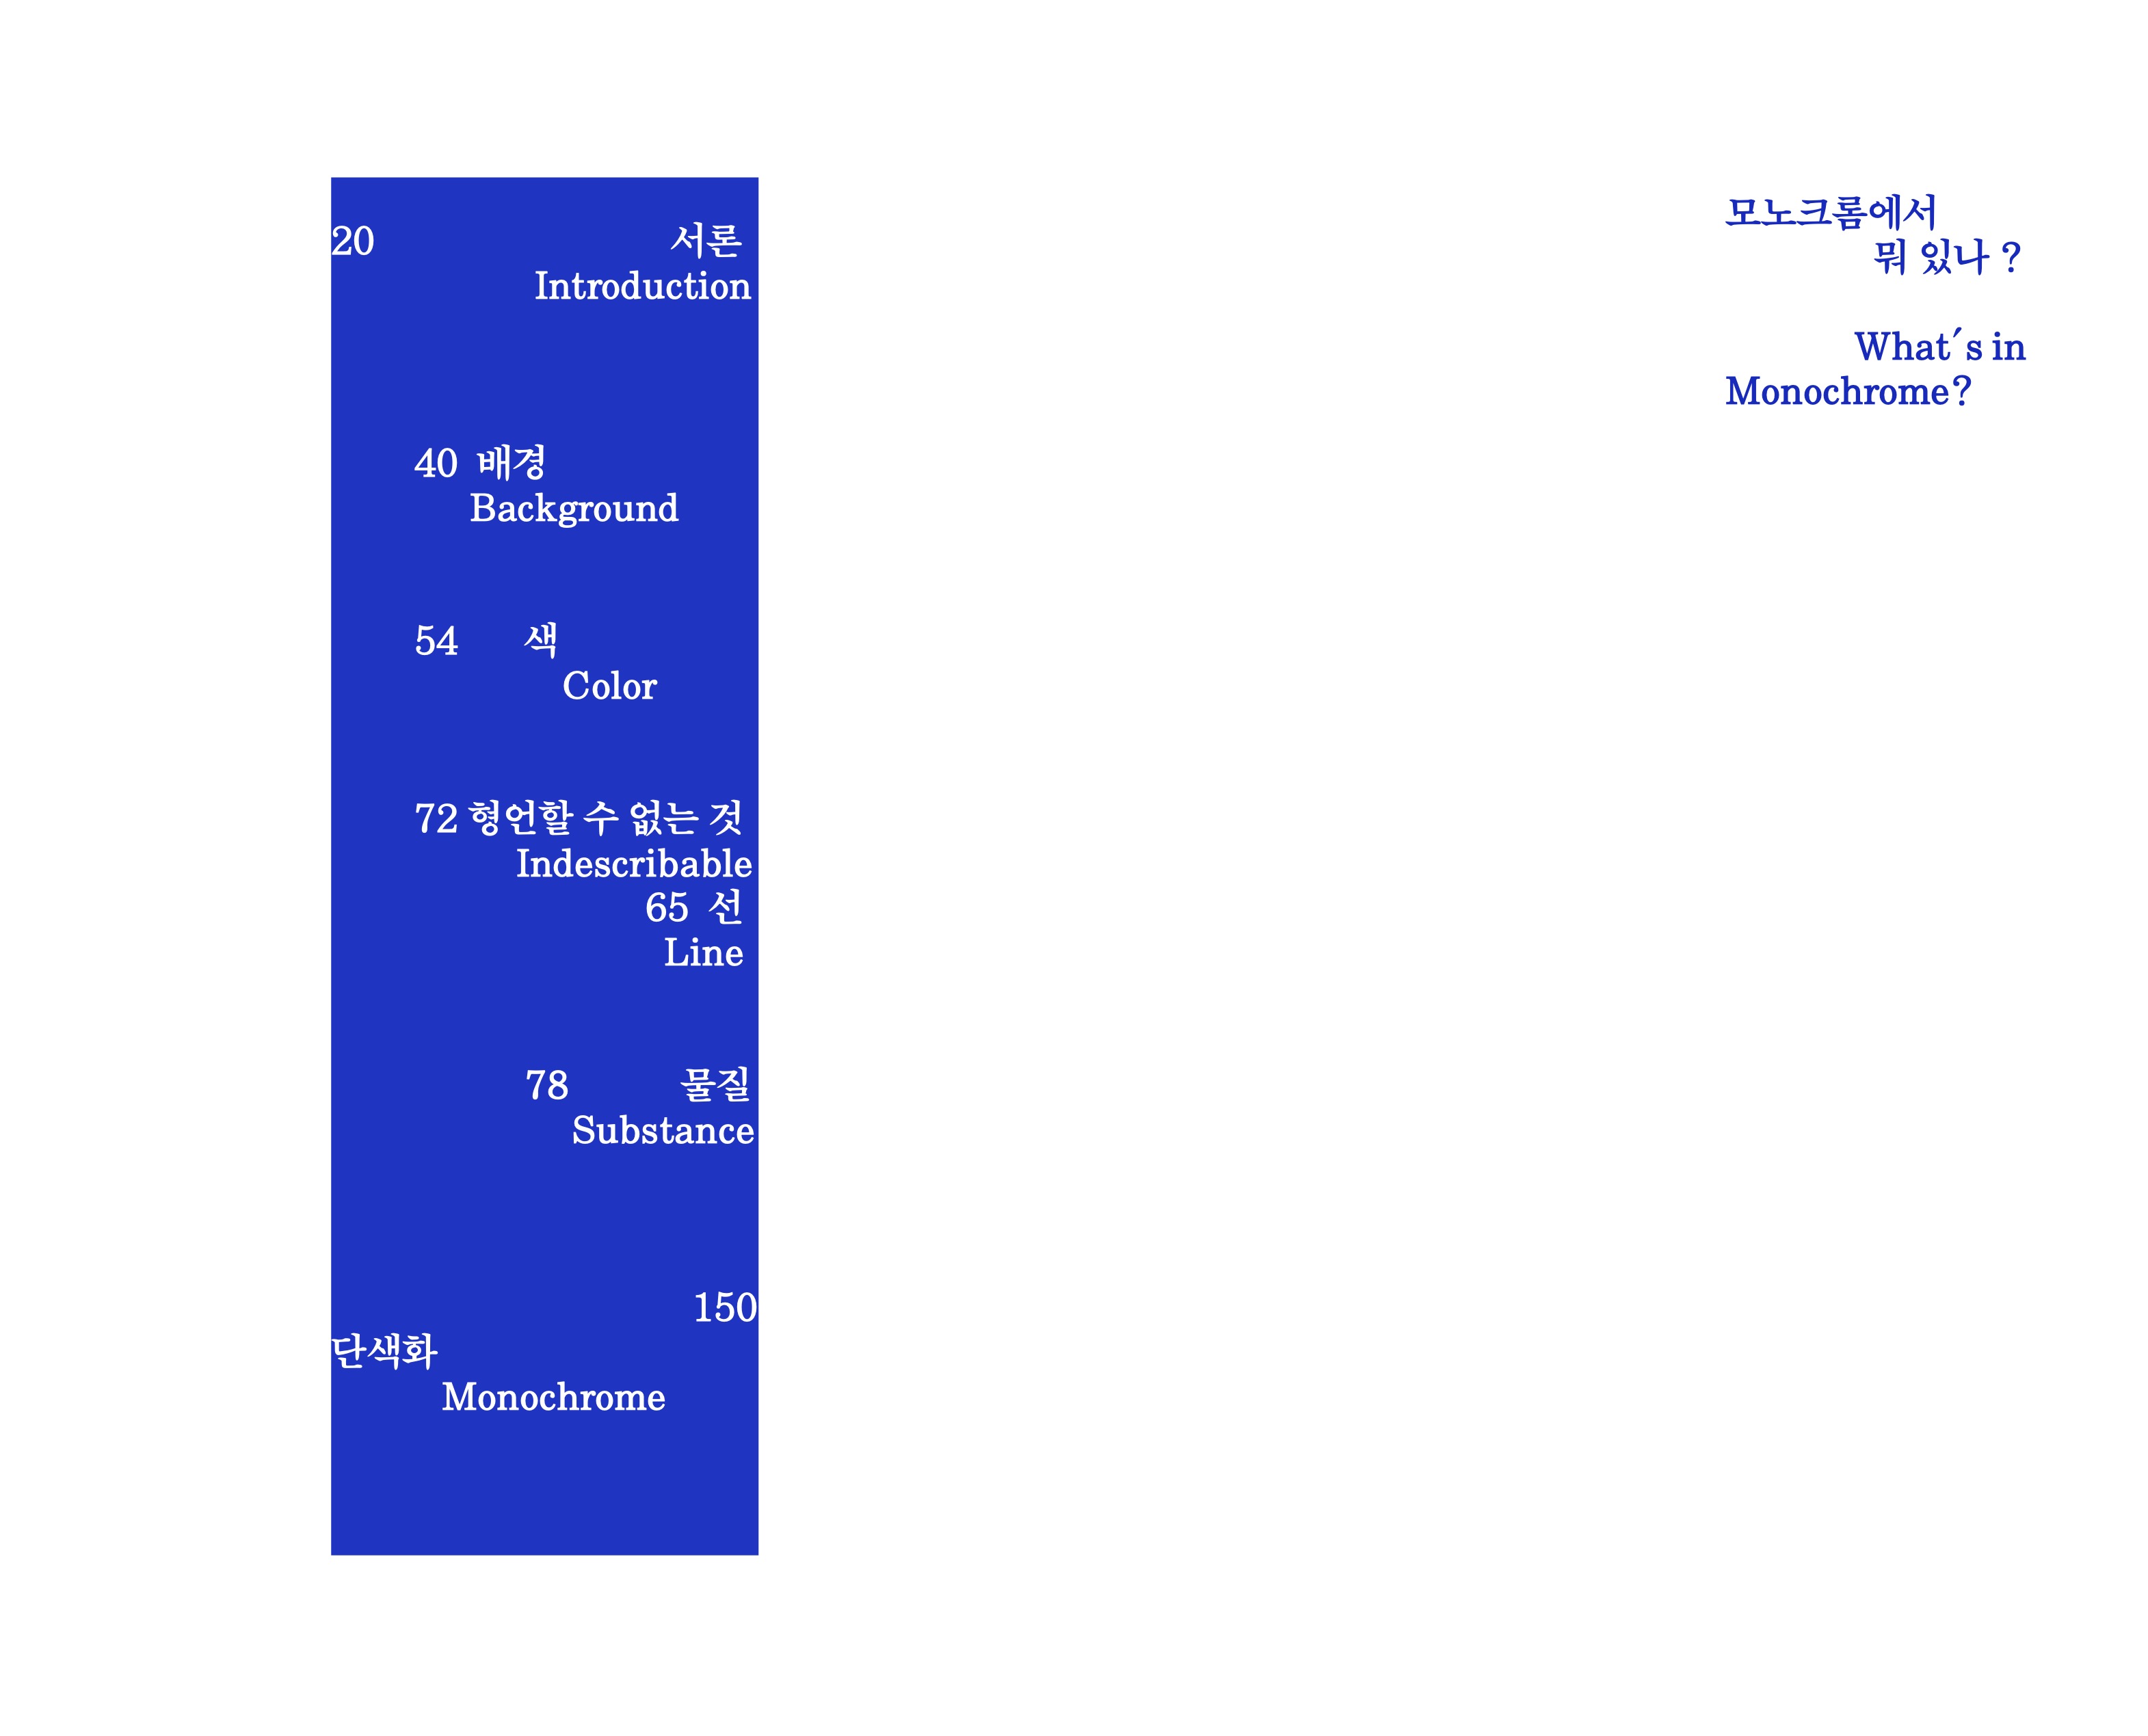 20 서론
Introduction
40 배경
Background
54 색
Color
72 형언할 수 없는 것
Indescribable
65 선
Line
78 물질
Substance
150
단색화
Monochrome
모노크롬에서
뭐 있나 ?
What´s in
Monochrome ?